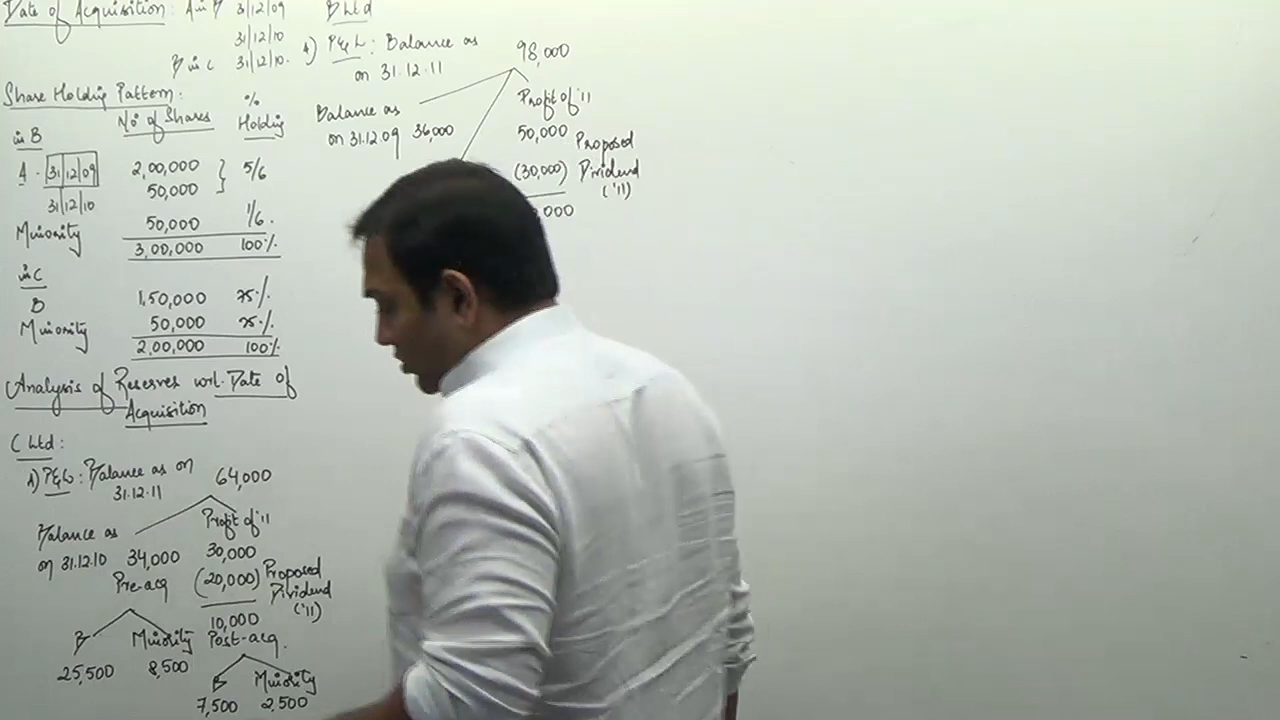 Date of Acquisition: A in B 31/12/09
31/12/10
B in C 31/12/10.
Share Holding Pattern:
No of Shares % Holding
in B
A. 31/12/09 2,00,000 } 5/6
31/12/10 50,000
Minority 50,000 1/6.
3,00,000 100%
in C
B 1,50,000 75%
Minority 50,000 25%
2,00,000 100%
Analysis of Reserves wrt. Date of
Acquisition
C Ltd:
A) P&L: Balance as on 64,000
31.12.11
Balance as
on 31.12.10 34,000
Pre-acq
B Minority
25,500 8,500
Profit of '11
30,000
(20,000) Proposed
Dividend
('11)
10,000
Post-acq.
B Minority
7,500 2,500
B Ltd
A) P&L: Balance as 98,000
on 31.12.11
Balance as
on 31.12.09 36,000
Profit of '11
50,000
(30,000) Proposed
Dividend
('11)
,000